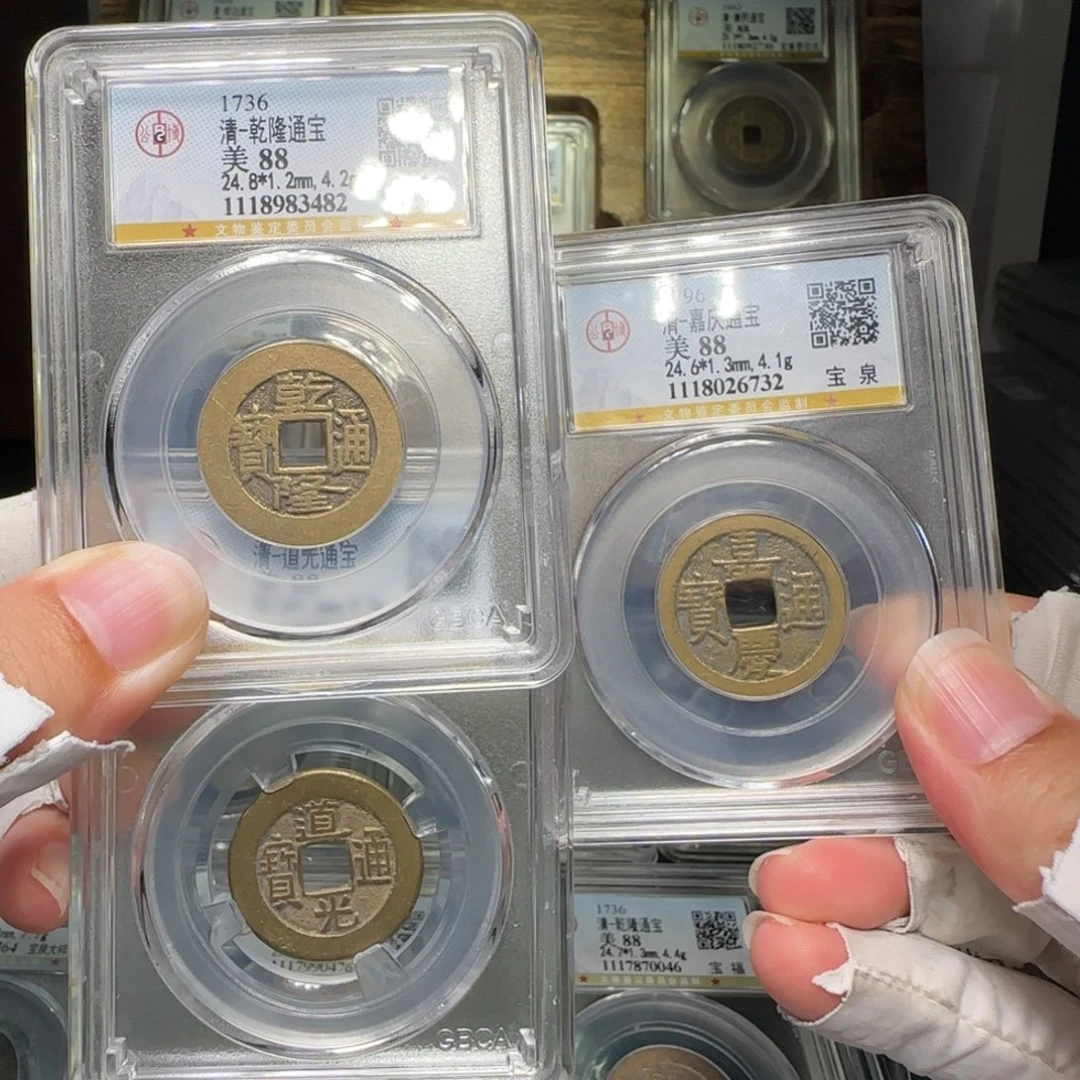 1736
清-乾隆通宝
美 88
24.8*1.2mm, 4.2g
1118983482
文物鉴定委员会监制
乾隆通寶
清-道光通宝
88
GBCA
清-嘉庆通宝
美 88
24.6*1.3mm, 4.1g
1118026732
宝 泉
文物鉴定委员会监制
嘉慶通寶
道光通寶
GBCA
1736
清-乾隆通宝
美 88
24.7*1.3mm, 4.4g
1117870046
宝 福